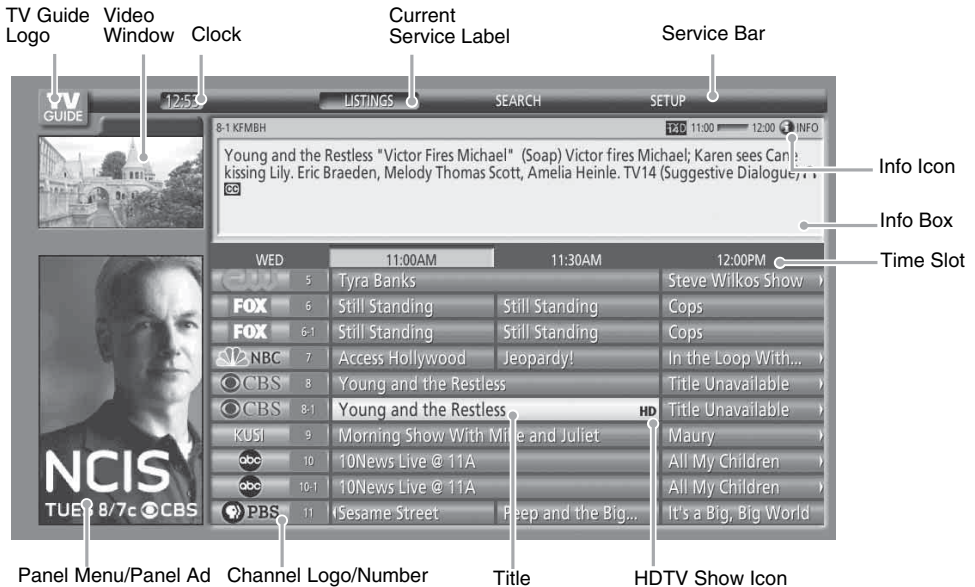 TV Guide Logo
Video Window
Clock
Current Service Label
Service Bar
TV GUIDE
12:53
LISTINGS
SEARCH
SETUP
8-1 KFMBH
11:00
12:00
INFO
Info Icon
Young and the Restless "Victor Fires Michael" (Soap) Victor fires Michael; Karen sees Cane
kissing Lily. Eric Braeden, Melody Thomas Scott, Amelia Heinle. TV14 (Suggestive Dialogue)
CC
Info Box
WED
11:00AM
11:30AM
12:00PM
Time Slot
CW 5 Tyra Banks Steve Wilkos Show
FOX 6 Still Standing Still Standing Cops
FOX 6-1 Still Standing Still Standing Cops
NBC 7 Access Hollywood Jeopardy! In the Loop With...
CBS 8 Young and the Restless Title Unavailable
CBS 8-1 Young and the Restless HD Title Unavailable
KUSI 9 Morning Show With Mike and Juliet Maury
abc 10 10News Live @ 11A All My Children
abc 10-1 10News Live @ 11A All My Children
PBS 11 Sesame Street Peep and the Big... It's a Big, Big World
NCIS
TUES 8/7c CBS
Panel Menu/Panel Ad
Channel Logo/Number
Title
HDTV Show Icon